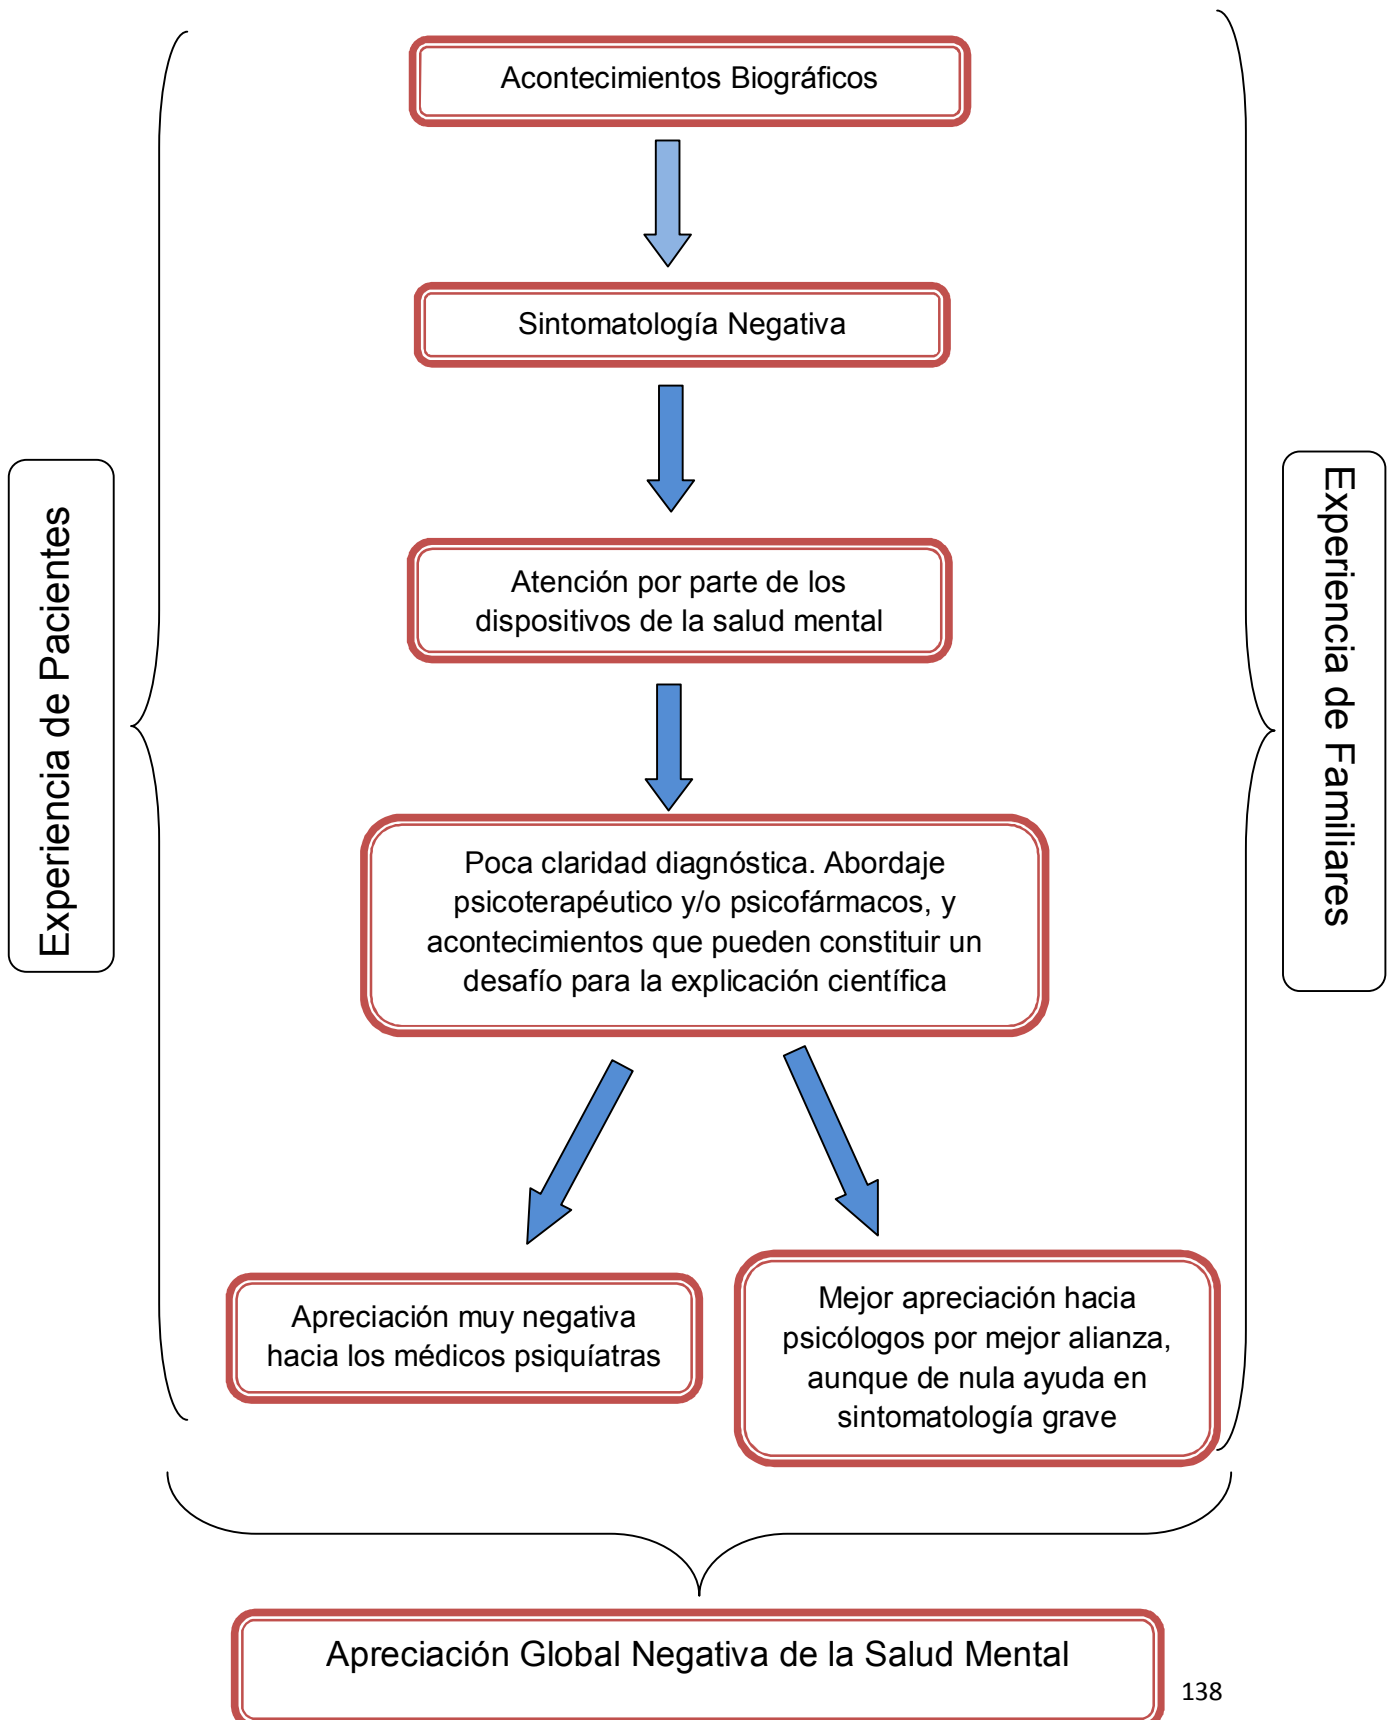 Acontecimientos Biográficos
Sintomatología Negativa
Experiencia de Pacientes
Experiencia de Familiares
Atención por parte de los
dispositivos de la salud mental
Poca claridad diagnóstica. Abordaje
psicoterapéutico y/o psicofármacos, y
acontecimientos que pueden constituir un
desafío para la explicación científica
Apreciación muy negativa
hacia los médicos psiquíatras
Mejor apreciación hacia
psicólogos por mejor alianza,
aunque de nula ayuda en
sintomatología grave
Apreciación Global Negativa de la Salud Mental
138